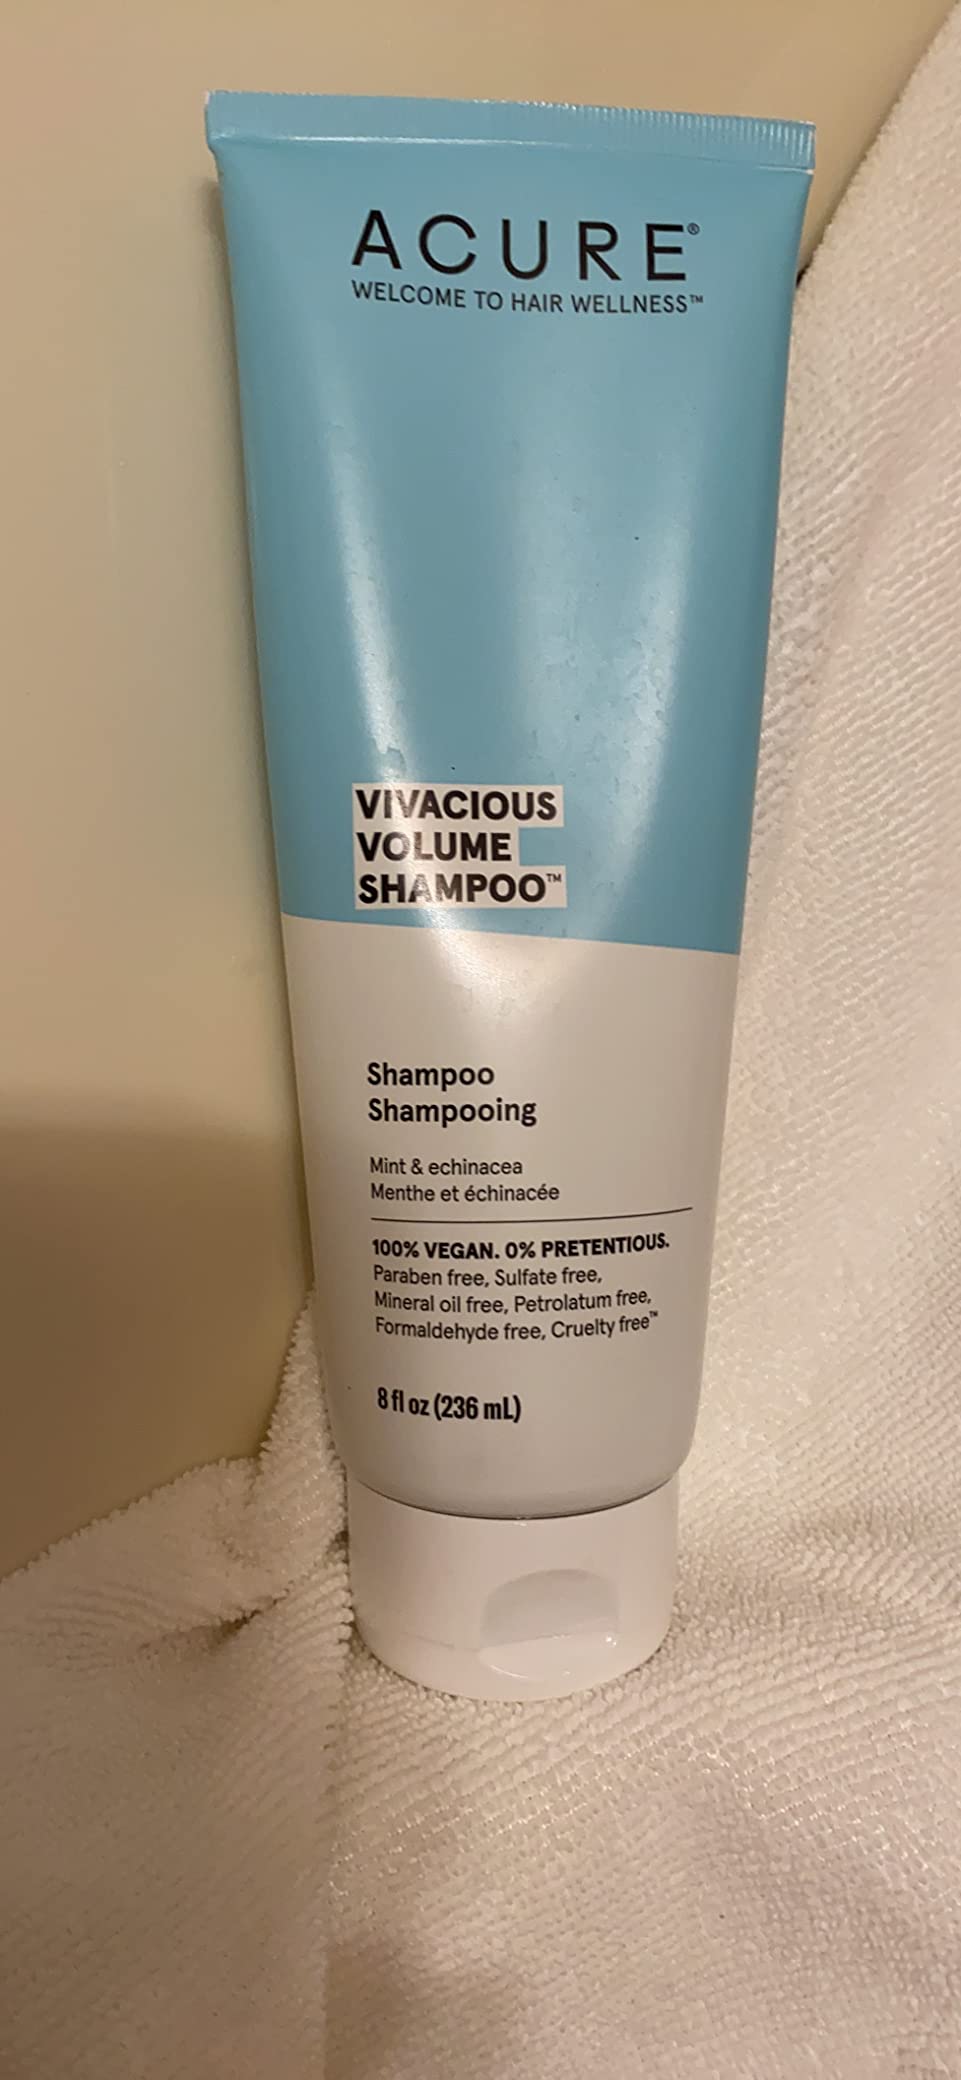 ACURE®
WELCOME TO HAIR WELLNESS™
VIVACIOUS
VOLUME
SHAMPOO™
Shampoo
Shampooing
Mint & echinacea
Menthe et échinacée
100% VEGAN. 0% PRETENTIOUS.
Paraben free, Sulfate free,
Mineral oil free, Petrolatum free,
Formaldehyde free, Cruelty free™
8 fl oz (236 mL)